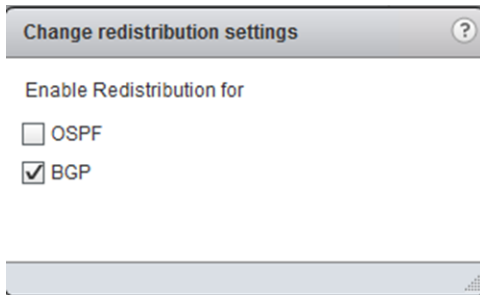 Change redistribution settings
?
Enable Redistribution for
OSPF
BGP